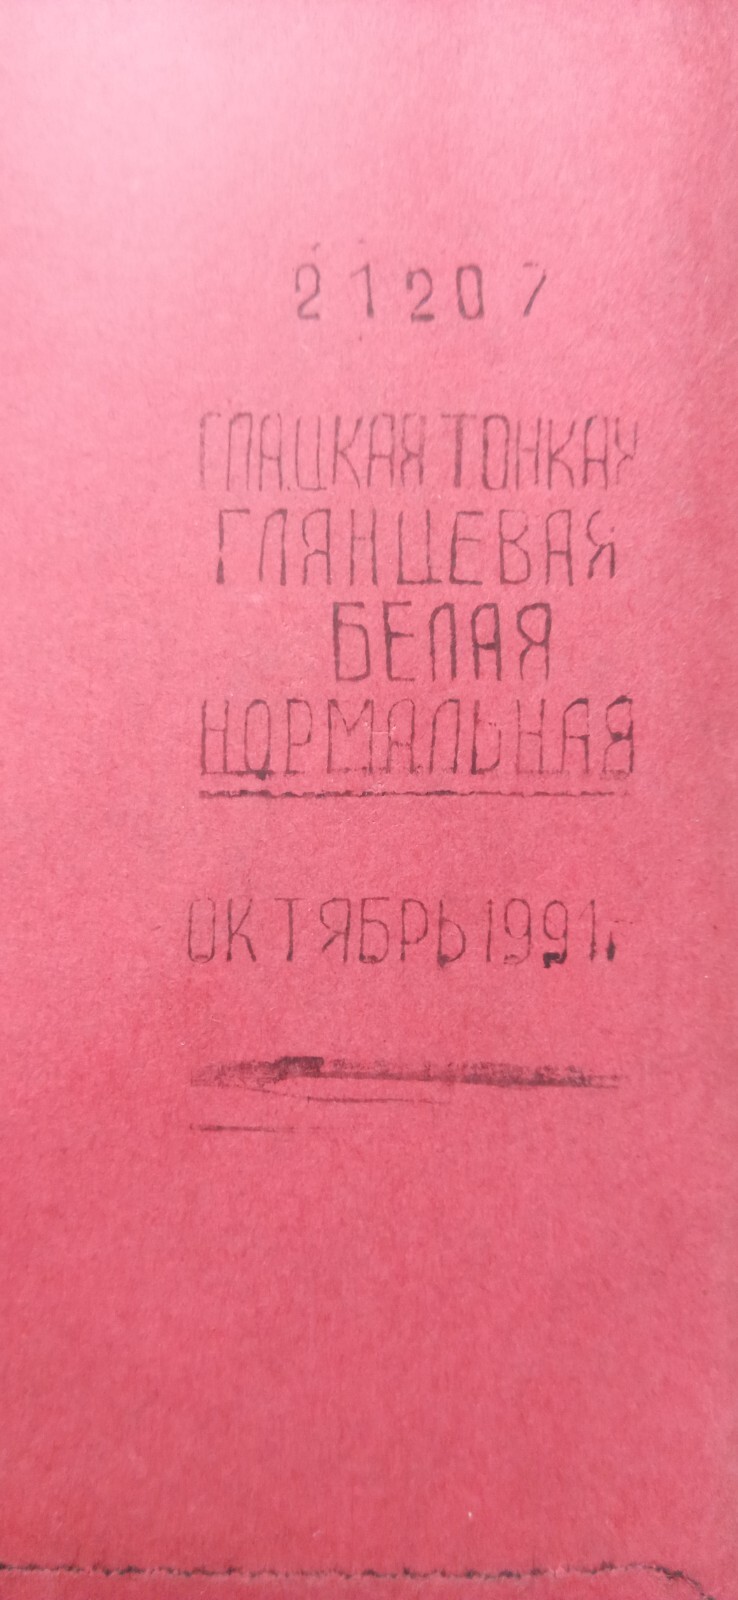 21207
ГЛАДКАЯ ТОНКАЯ
ГЛЯНЦЕВАЯ
БЕЛАЯ
НОРМАЛЬНАЯ
ОКТЯБРЬ 1991г